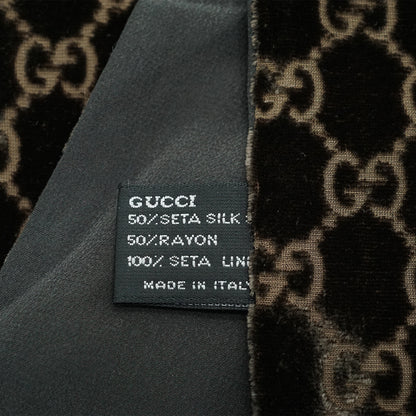 GUCCI
50%SETA SILK
50%RAYON
100% SETA
MADE IN ITALY